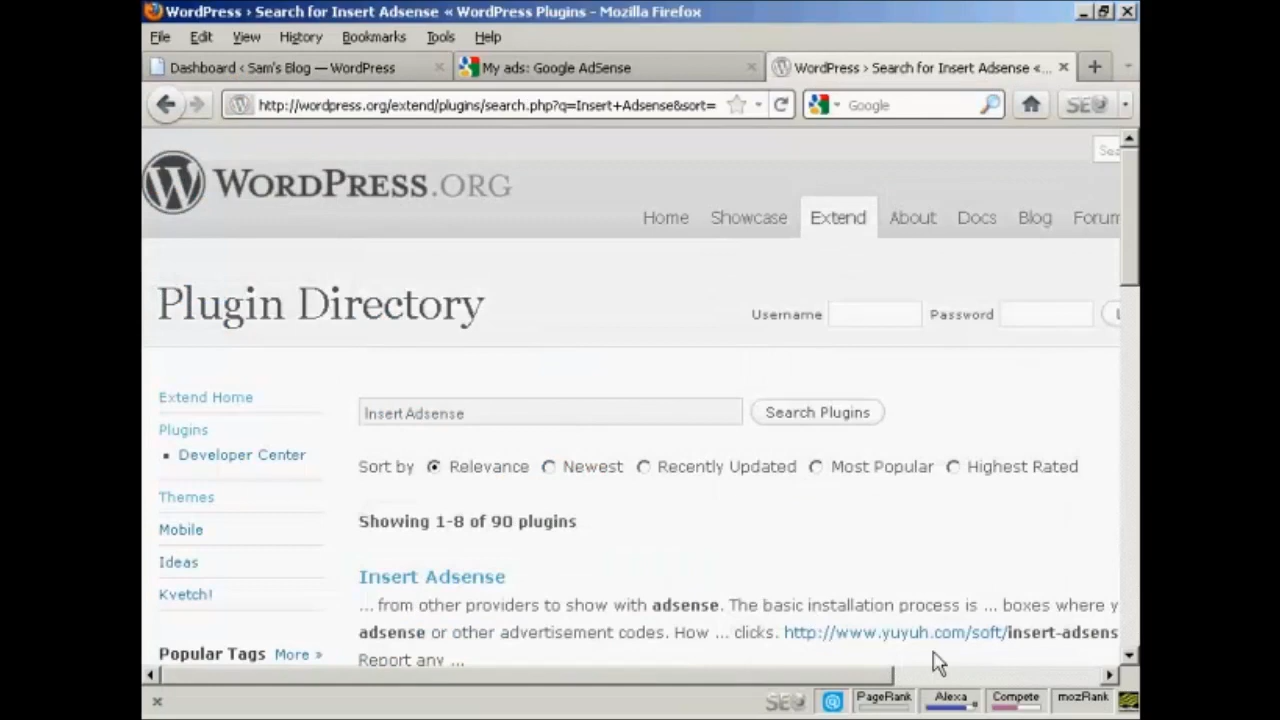 WordPress › Search for Insert Adsense « WordPress Plugins - Mozilla Firefox
File Edit View History Bookmarks Tools Help
Dashboard ‹ Sam's Blog — WordPress My ads: Google AdSense WordPress › Search for Insert Adsense «...
http://wordpress.org/extend/plugins/search.php?q=Insert+Adsense&sort= Google SEO
WORDPRESS.ORG Sea
Home Showcase Extend About Docs Blog Forum
Plugin Directory
Username Password L
Extend Home
Insert Adsense Search Plugins
Plugins
Developer Center
Sort by Relevance Newest Recently Updated Most Popular Highest Rated
Themes
Showing 1-8 of 90 plugins
Mobile
Ideas
Insert Adsense
Kvetch!
... from other providers to show with adsense. The basic installation process is ... boxes where y
adsense or other advertisement codes. How ... clicks. http://www.yuyuh.com/soft/insert-adsens
Popular Tags More »
Report any ...
SEO PageRank Alexa Compete mozRank